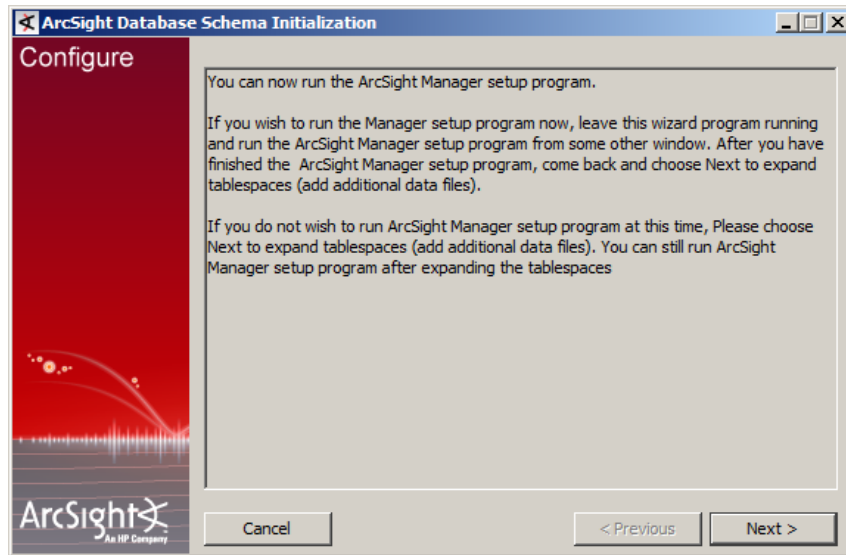 ArcSight Database Schema Initialization
Configure
You can now run the ArcSight Manager setup program.
If you wish to run the Manager setup program now, leave this wizard program running
and run the ArcSight Manager setup program from some other window. After you have
finished the  ArcSight Manager setup program, come back and choose Next to expand
tablespaces (add additional data files).
If you do not wish to run ArcSight Manager setup program at this time, Please choose
Next to expand tablespaces (add additional data files). You can still run ArcSight
Manager setup program after expanding the tablespaces
ArcSight
An HP Company
Cancel
< Previous
Next >